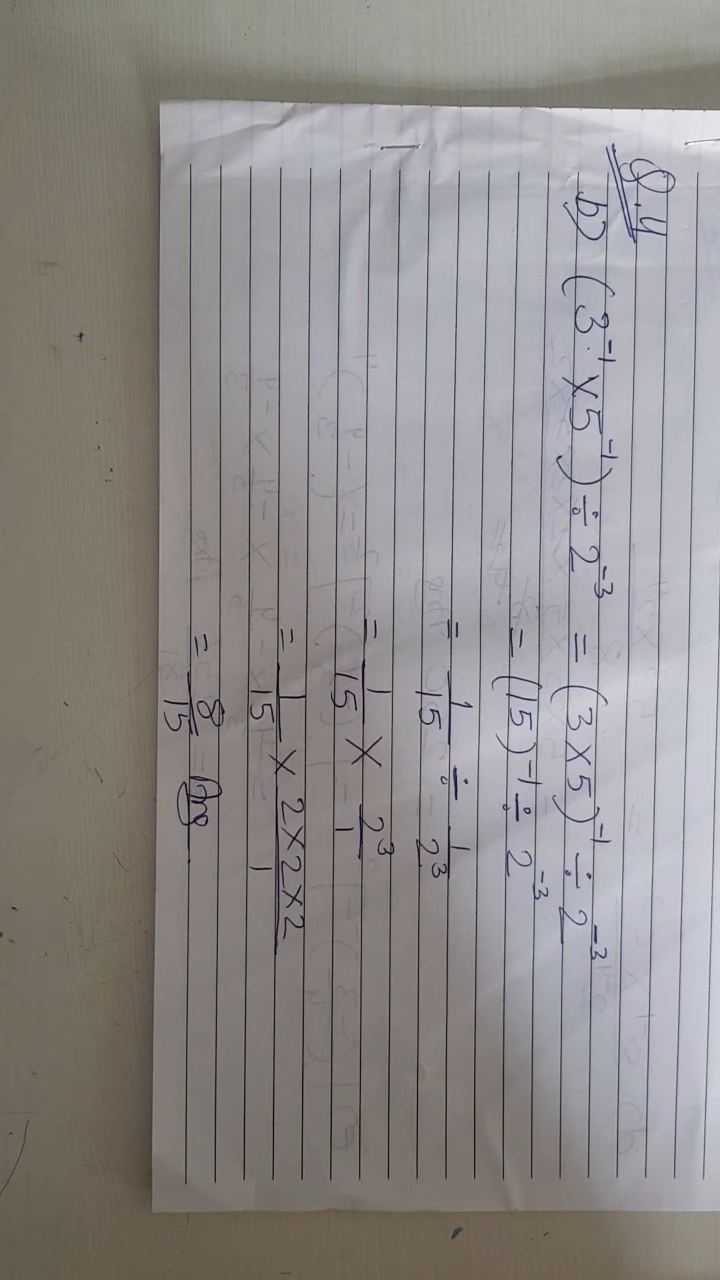 Q.4
b) (3⁻¹ × 5⁻¹) ÷ 2⁻³ = (3 × 5)⁻¹ ÷ 2⁻³
= (15)⁻¹ ÷ 2⁻³
= 1/15 ÷ 1/2³
= 1/15 × 2³/1
= 1/15 × 2×2×2/1
= 8/15 Ans